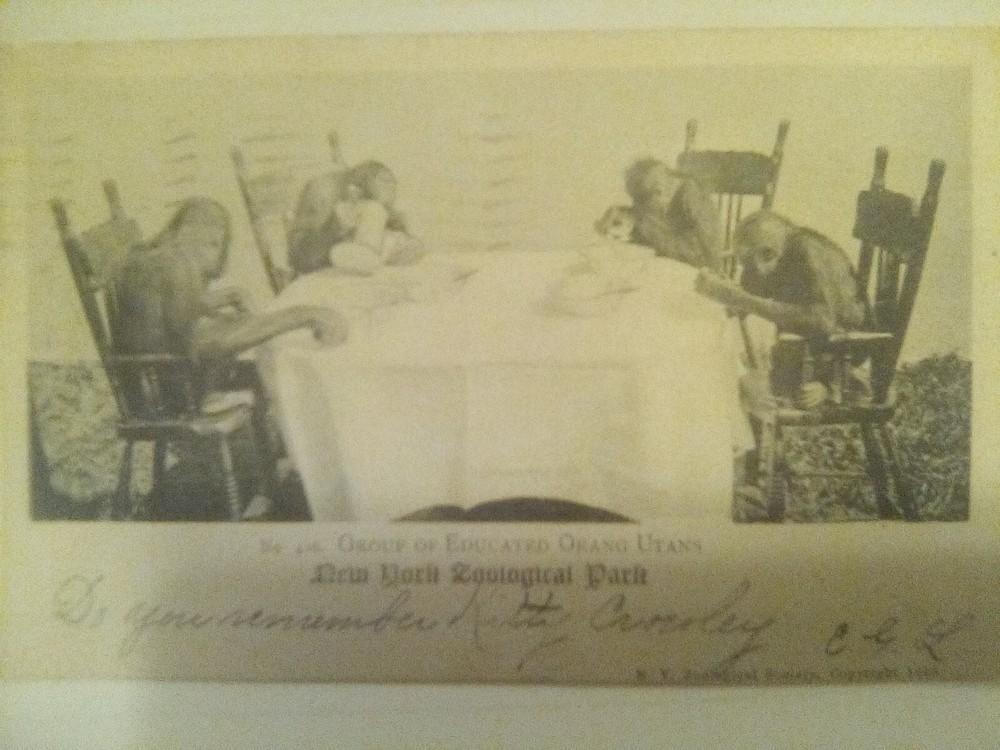 GROUP OF EDUCATED ORANG UTANS
New York Zoological Park
Do you remember Kitty Crowley
N. Y. Zoological Society, Copyright